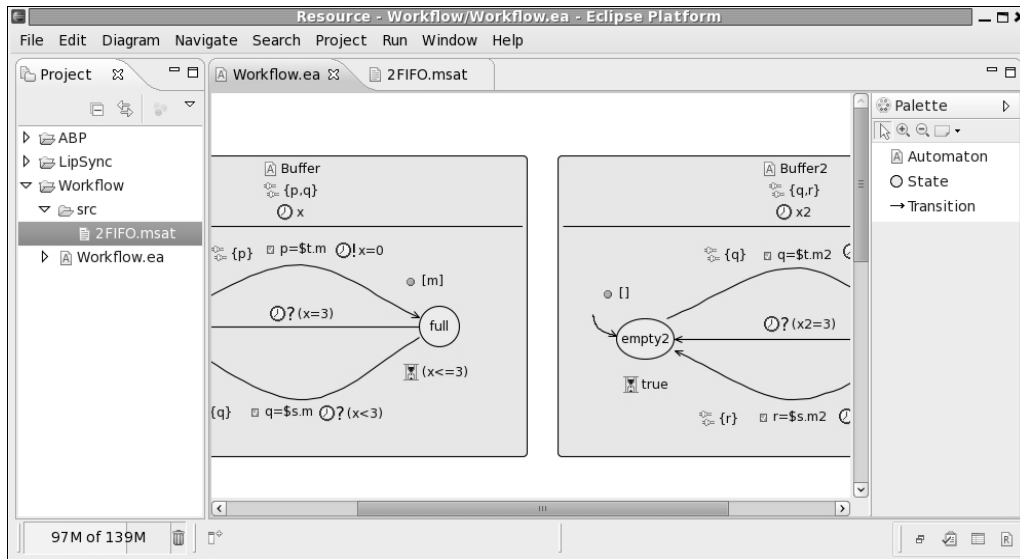 Resource - Workflow/Workflow.ea - Eclipse Platform
File Edit Diagram Navigate Search Project Run Window Help
Project
Workflow.ea
2FIFO.msat
ABP
LipSync
Workflow
src
2FIFO.msat
Workflow.ea
Buffer
{p,q}
x
{p} p=$t.m ! x=0
[m]
? (x=3)
full
(x<=3)
{q} q=$s.m ? (x<3)
Buffer2
{q,r}
x2
{q} q=$t.m2
[]
? (x2=3)
empty2
true
{r} r=$s.m2
Palette
Automaton
State
Transition
97M of 139M